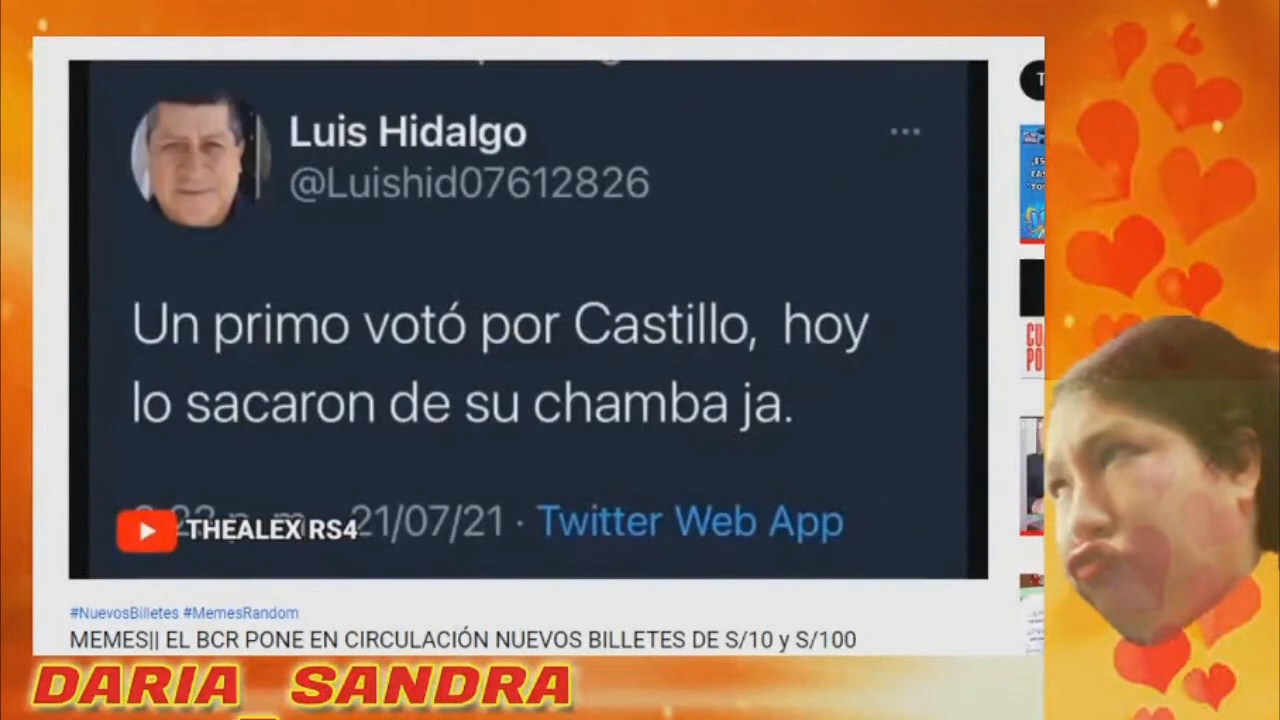 Luis Hidalgo
@Luishid07612826
Un primo votó por Castillo, hoy
lo sacaron de su chamba ja.
21/07/21 · Twitter Web App
THEALEX RS4
#NuevosBilletes #MemesRandom
MEMES|| EL BCR PONE EN CIRCULACIÓN NUEVOS BILLETES DE S/10 y S/100
DARIA SANDRA